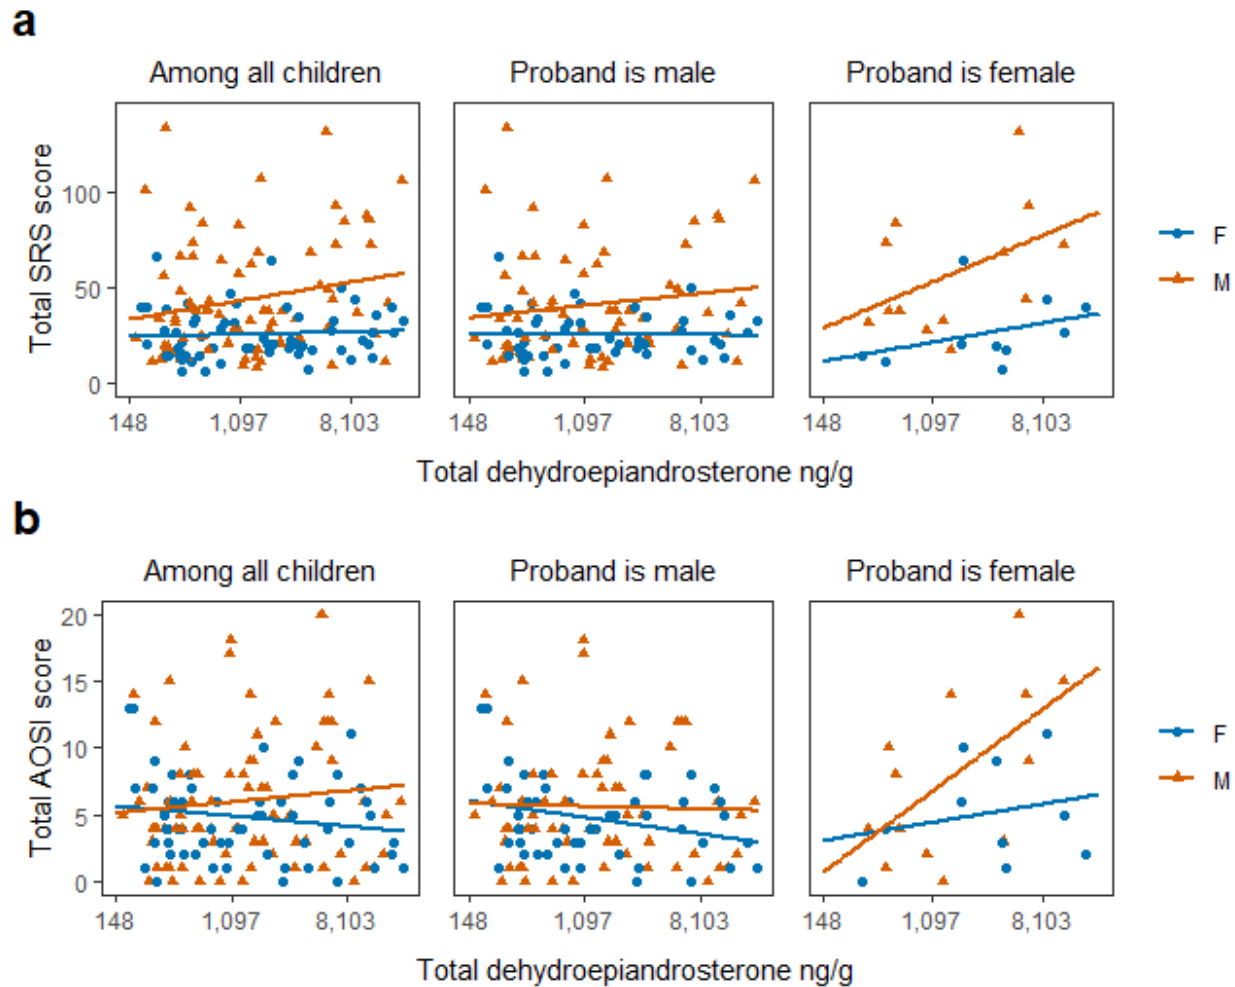 a
Among all children
Proband is male
Proband is female
Total SRS score
100
50
0
148
1,097
8,103
148
1,097
8,103
148
1,097
8,103
F
M
Total dehydroepiandrosterone ng/g
b
Among all children
Proband is male
Proband is female
Total AOSI score
20
15
10
5
0
148
1,097
8,103
148
1,097
8,103
148
1,097
8,103
F
M
Total dehydroepiandrosterone ng/g